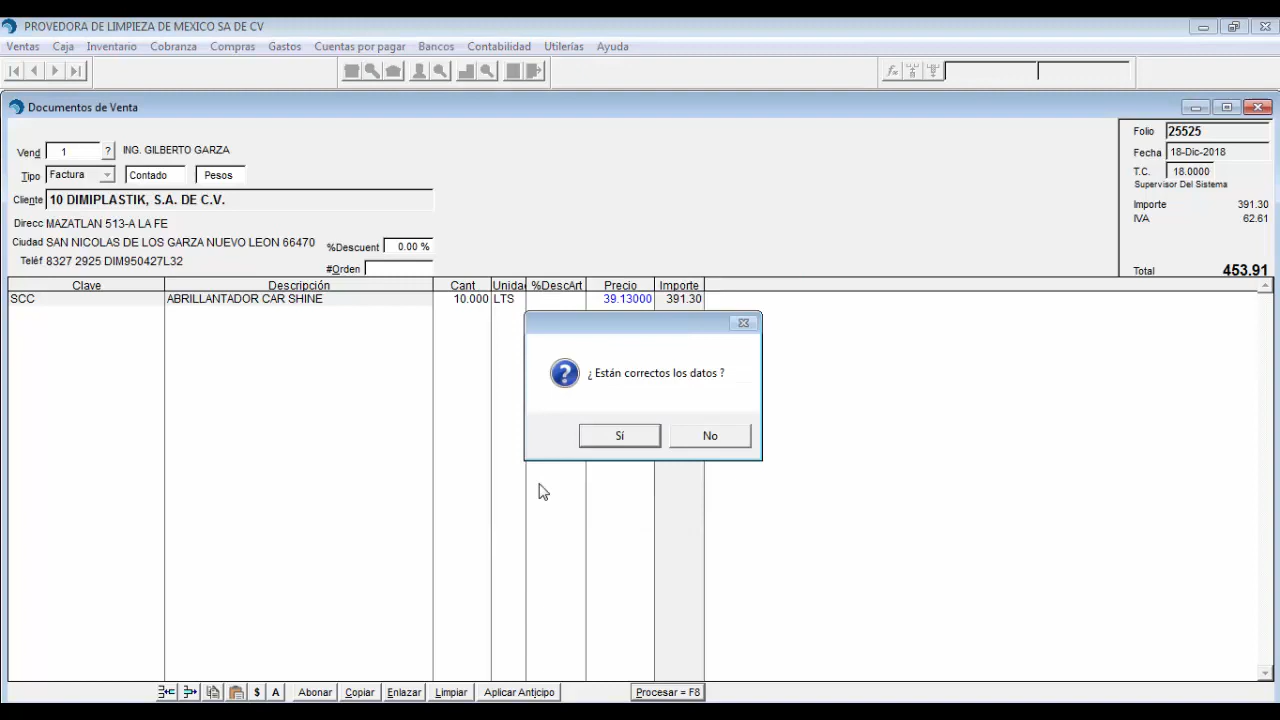 PROVEDORA DE LIMPIEZA DE MEXICO SA DE CV
Ventas Caja Inventario Cobranza Compras Gastos Cuentas por pagar Bancos Contabilidad Utilerías Ayuda
Documentos de Venta
Vend 1 ? ING. GILBERTO GARZA
Tipo Factura Contado Pesos
Cliente 10 DIMIPLASTIK, S.A. DE C.V.
Direcc MAZATLAN 513-A LA FE
Ciudad SAN NICOLAS DE LOS GARZA NUEVO LEON 66470 %Descuent 0.00 %
Teléf 8327 2925 DIM950427L32
#Orden
Folio 25525
Fecha 18-Dic-2018
T.C. 18.0000
Supervisor Del Sistema
Importe 391.30
IVA 62.61
Total 453.91
Clave Descripción Cant Unida %DescArt Precio Importe
SCC ABRILLANTADOR CAR SHINE 10.000 LTS 39.13000 391.30
¿ Están correctos los datos ?
Sí No
$ A Abonar Copiar Enlazar Limpiar Aplicar Anticipo Procesar = F8